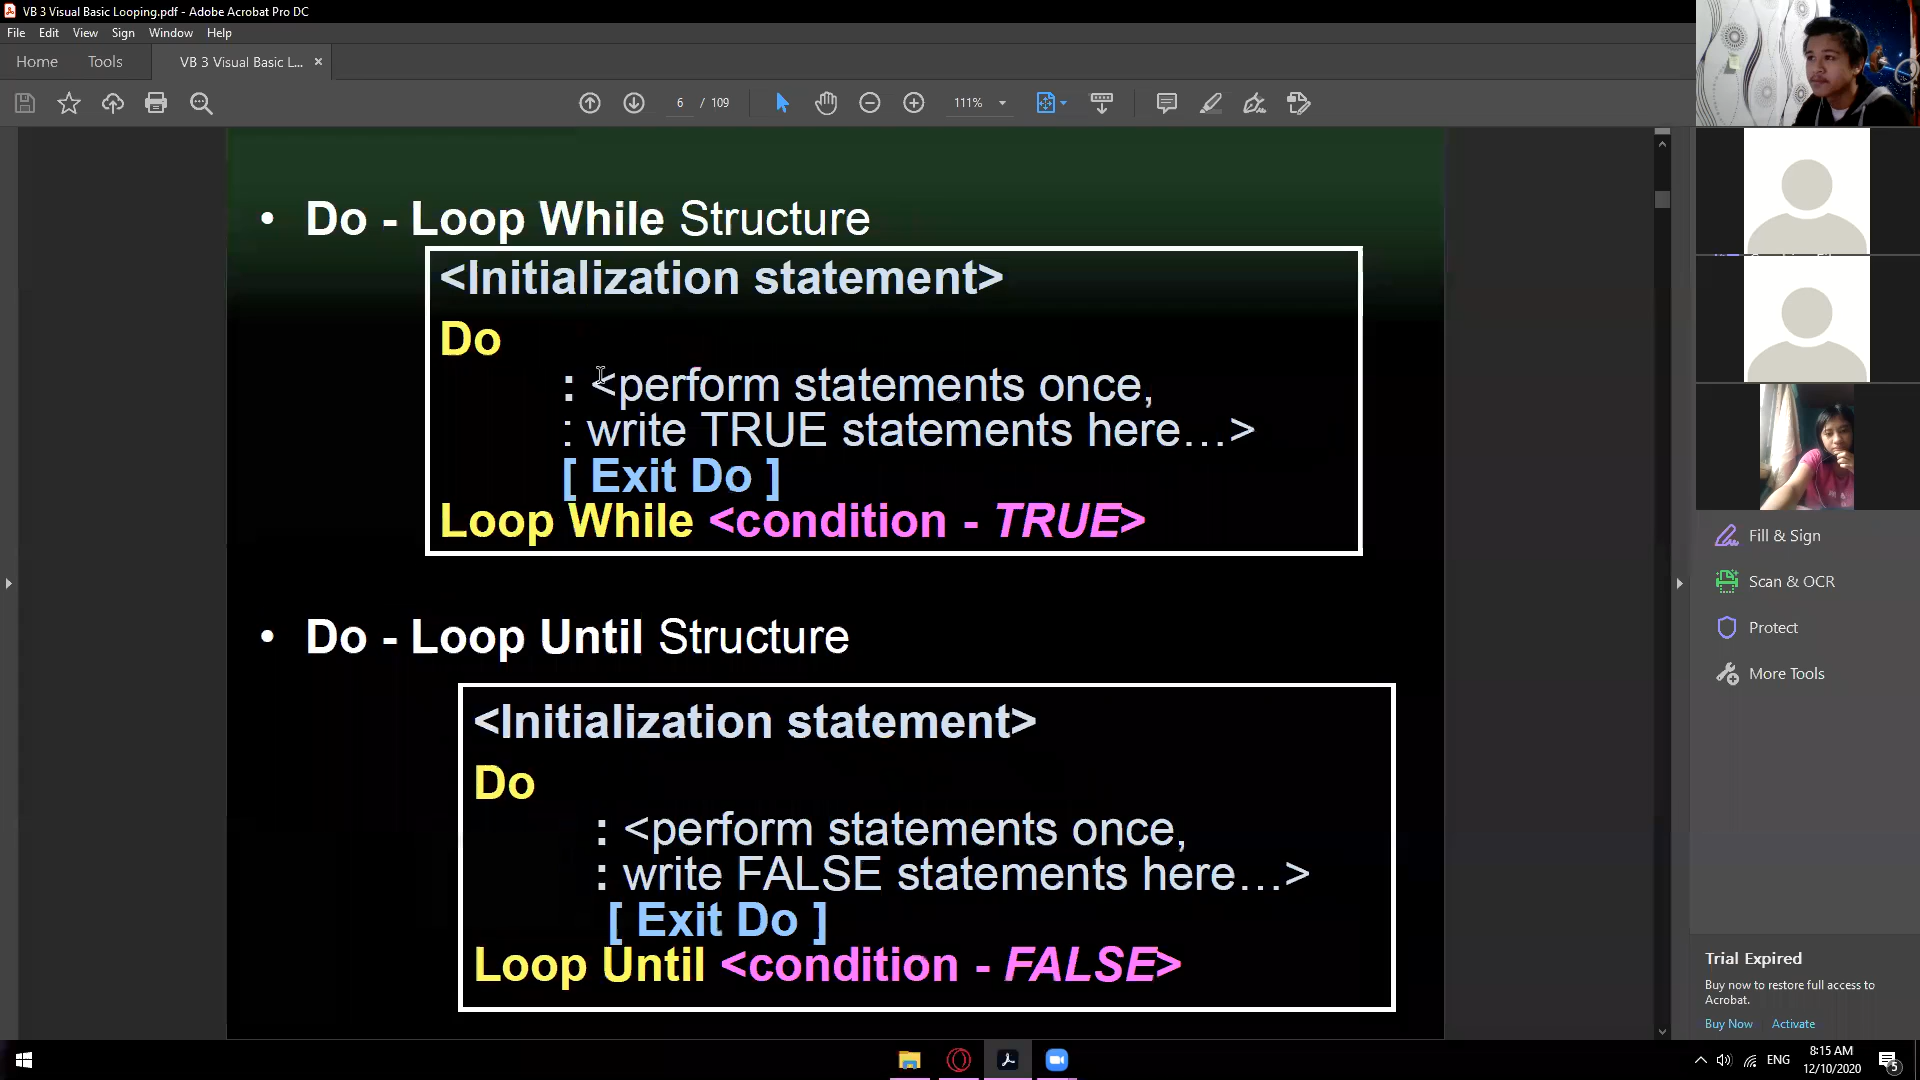 VB 3 Visual Basic Looping.pdf - Adobe Acrobat Pro DC
File Edit View Sign Window Help
Home Tools VB 3 Visual Basic L... ×
6 / 109 111%
• Do - Loop While Structure
<Initialization statement>
Do
: <perform statements once,
: write TRUE statements here…>
[ Exit Do ]
Loop While <condition - TRUE>
• Do - Loop Until Structure
<Initialization statement>
Do
: <perform statements once,
: write FALSE statements here…>
[ Exit Do ]
Loop Until <condition - FALSE>
Fill & Sign
Scan & OCR
Protect
More Tools
Trial Expired
Buy now to restore full access to
Acrobat.
Buy Now Activate
ENG
8:15 AM
12/10/2020
5